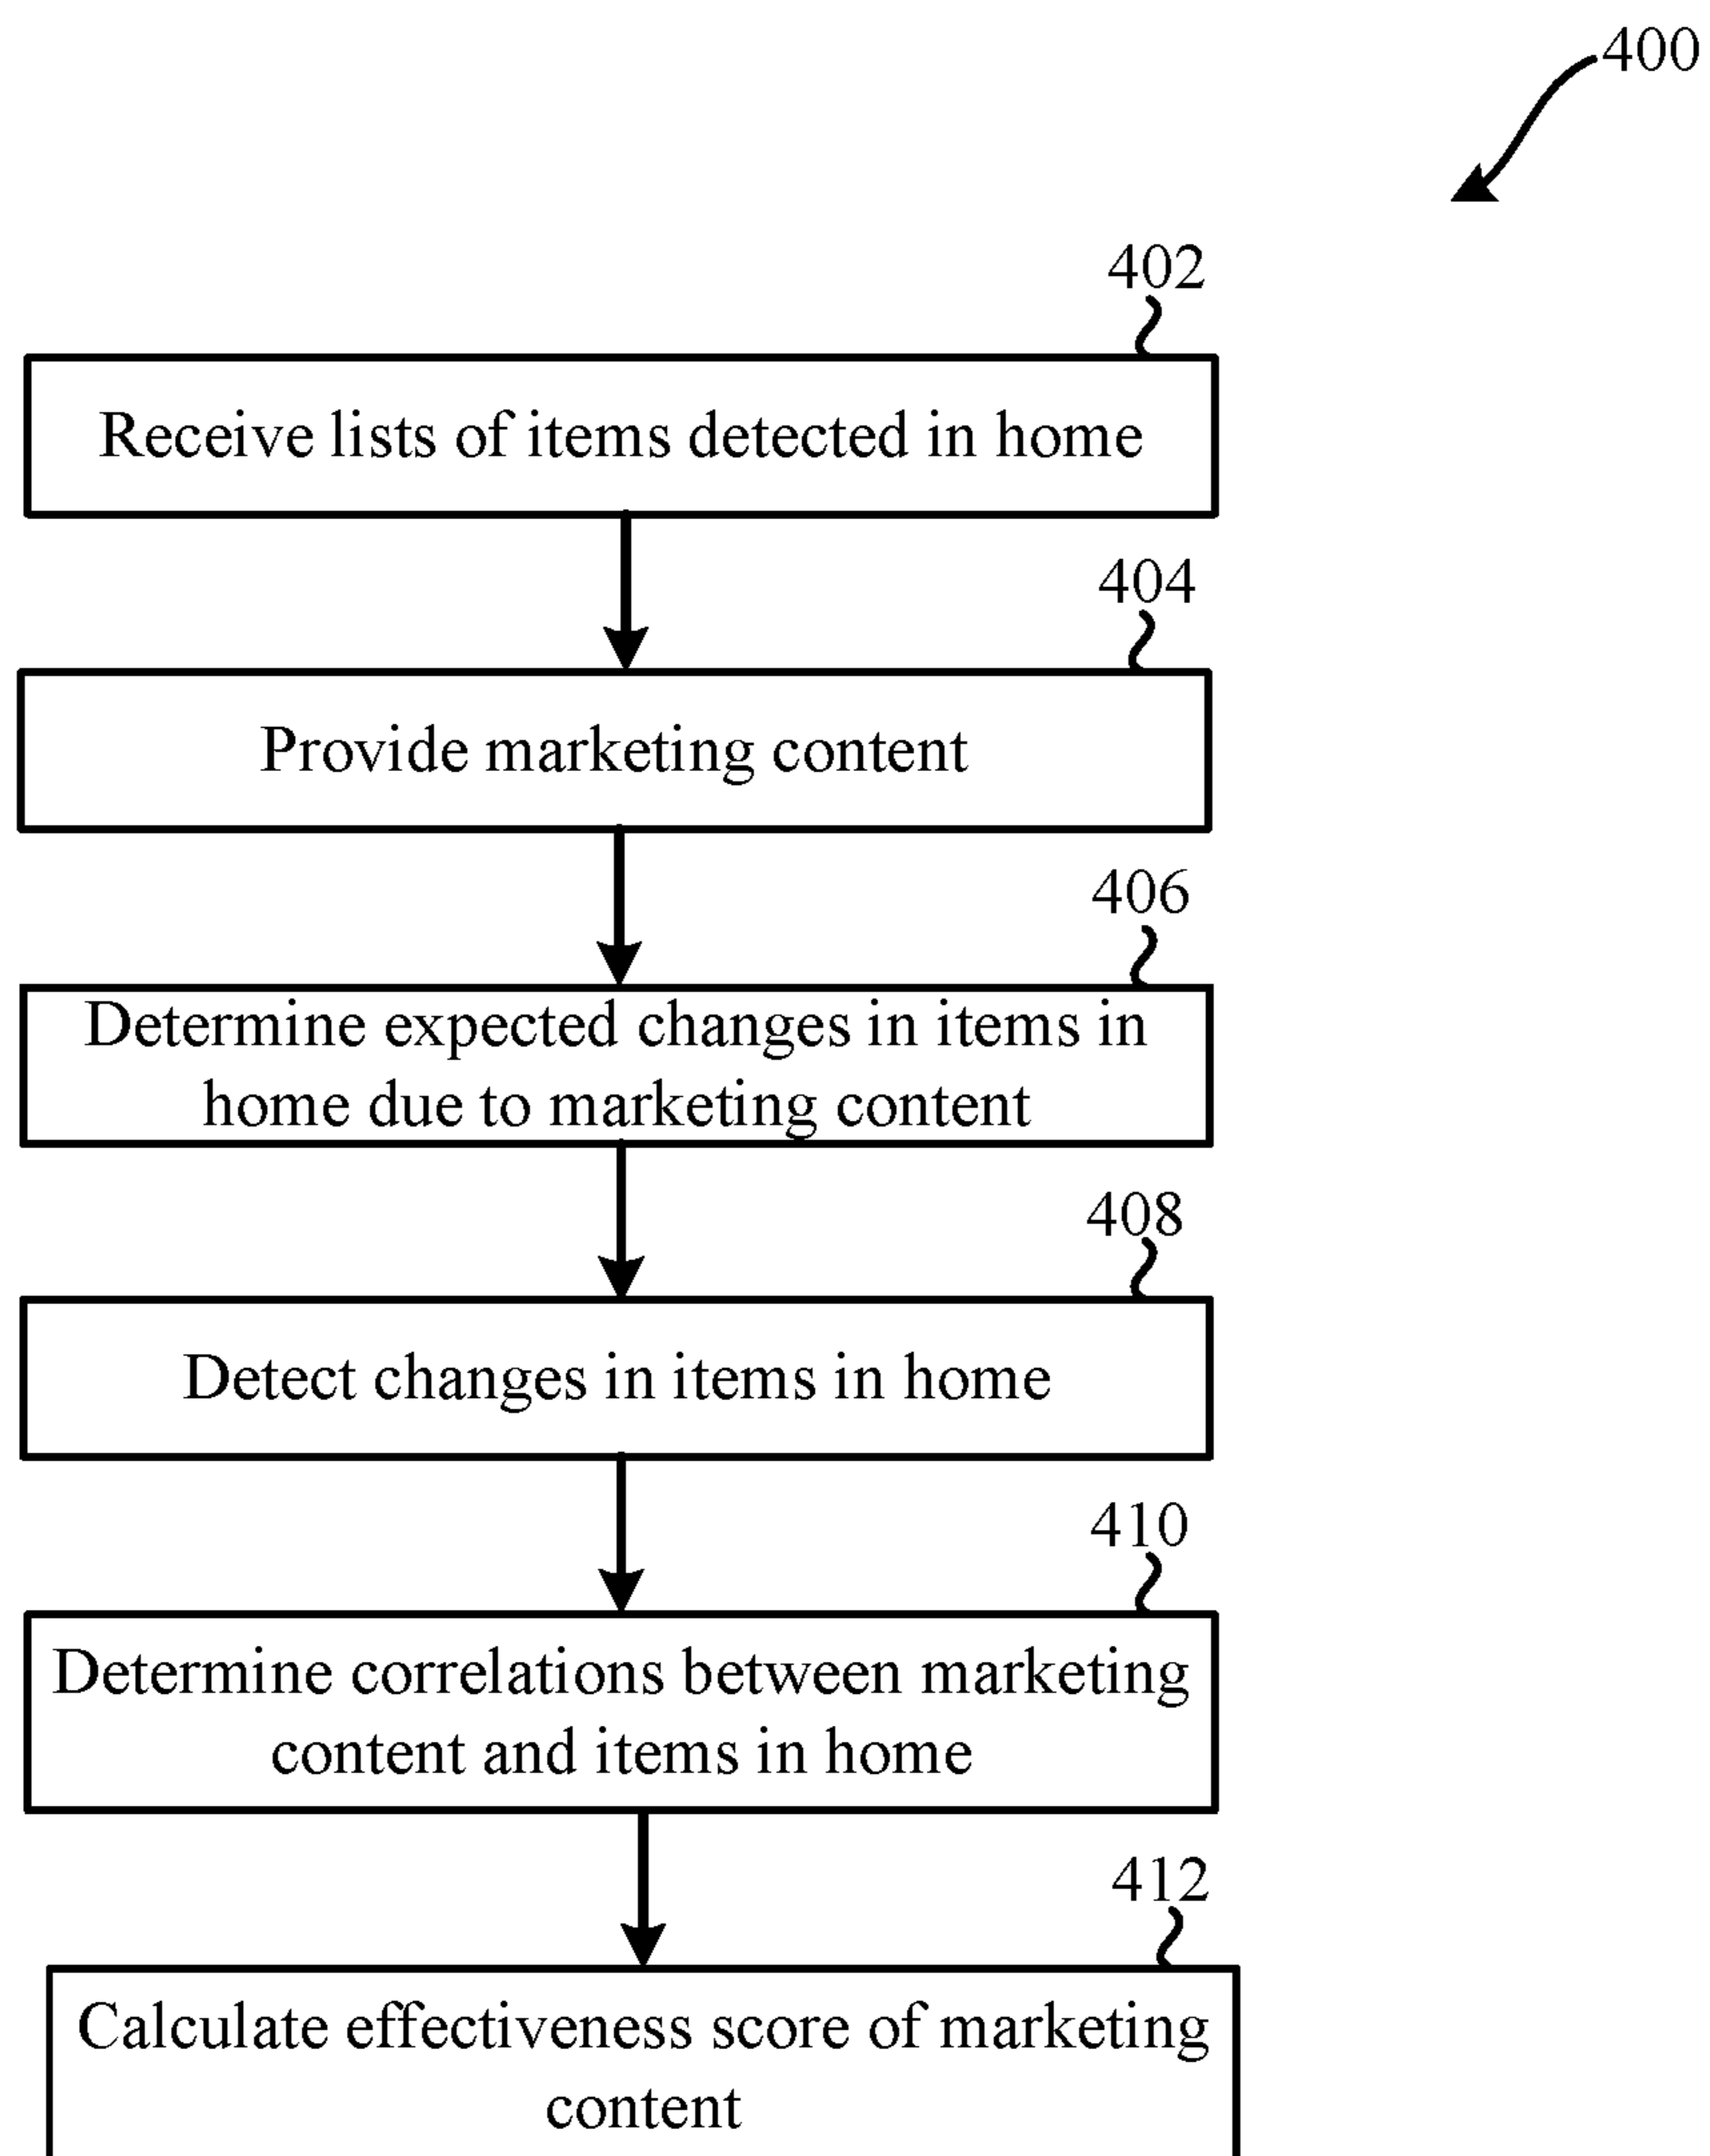 400
402
Receive lists of items detected in home
404
Provide marketing content
406
Determine expected changes in items in
home due to marketing content
408
Detect changes in items in home
410
Determine correlations between marketing
content and items in home
412
Calculate effectiveness score of marketing
content